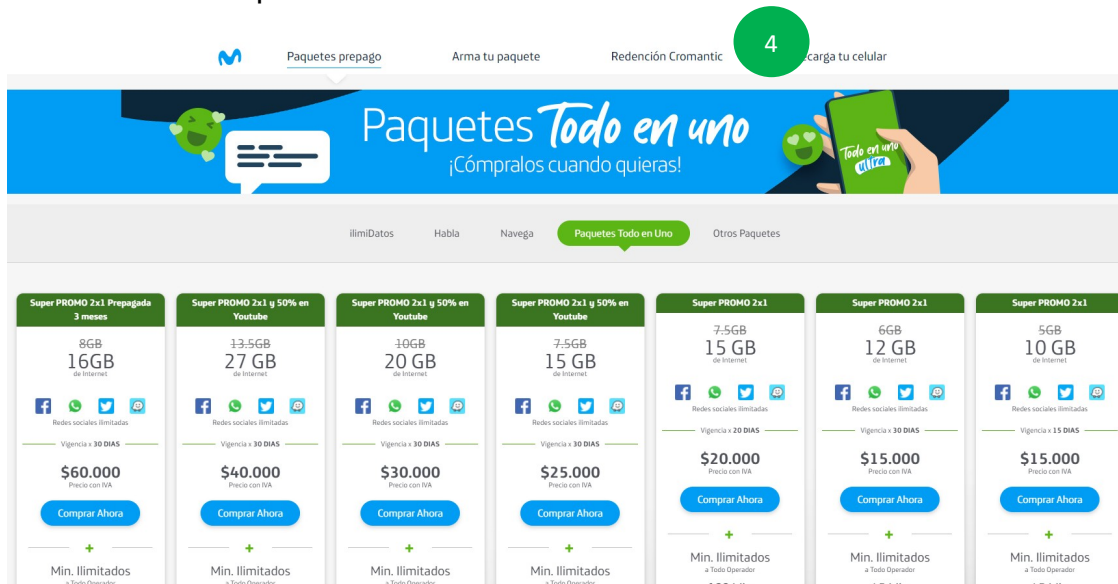 Paquetes prepago
Arma tu paquete
Redención Cromantic
4
carga tu celular
Paquetes Todo en uno
¡Cómpralos cuando quieras!
Todo en uno
ultra
ilimiDatos
Habla
Navega
Paquetes Todo en Uno
Otros Paquetes
Super PROMO 2x1 Prepagada
3 meses
8GB
16GB
de Internet
Redes sociales ilimitadas
Vigencia x 30 DIAS
$60.000
Precio con IVA
Comprar Ahora
+
Min. Ilimitados
a Todo Operador
Super PROMO 2x1 y 50% en
Youtube
13.5GB
27 GB
de Internet
Redes sociales ilimitadas
Vigencia x 30 DIAS
$40.000
Precio con IVA
Comprar Ahora
+
Min. Ilimitados
a Todo Operador
Super PROMO 2x1 y 50% en
Youtube
10GB
20 GB
de Internet
Redes sociales ilimitadas
Vigencia x 30 DIAS
$30.000
Precio con IVA
Comprar Ahora
+
Min. Ilimitados
a Todo Operador
Super PROMO 2x1 y 50% en
Youtube
7.5GB
15 GB
de Internet
Redes sociales ilimitadas
Vigencia x 30 DIAS
$25.000
Precio con IVA
Comprar Ahora
+
Min. Ilimitados
a Todo Operador
Super PROMO 2x1
7.5GB
15 GB
de Internet
Redes sociales ilimitadas
Vigencia x 20 DIAS
$20.000
Precio con IVA
Comprar Ahora
+
Min. Ilimitados
a Todo Operador
Super PROMO 2x1
6GB
12 GB
de Internet
Redes sociales ilimitadas
Vigencia x 30 DIAS
$15.000
Precio con IVA
Comprar Ahora
+
Min. Ilimitados
a Todo Operador
Super PROMO 2x1
5GB
10 GB
de Internet
Redes sociales ilimitadas
Vigencia x 15 DIAS
$15.000
Precio con IVA
Comprar Ahora
+
Min. Ilimitados
a Todo Operador